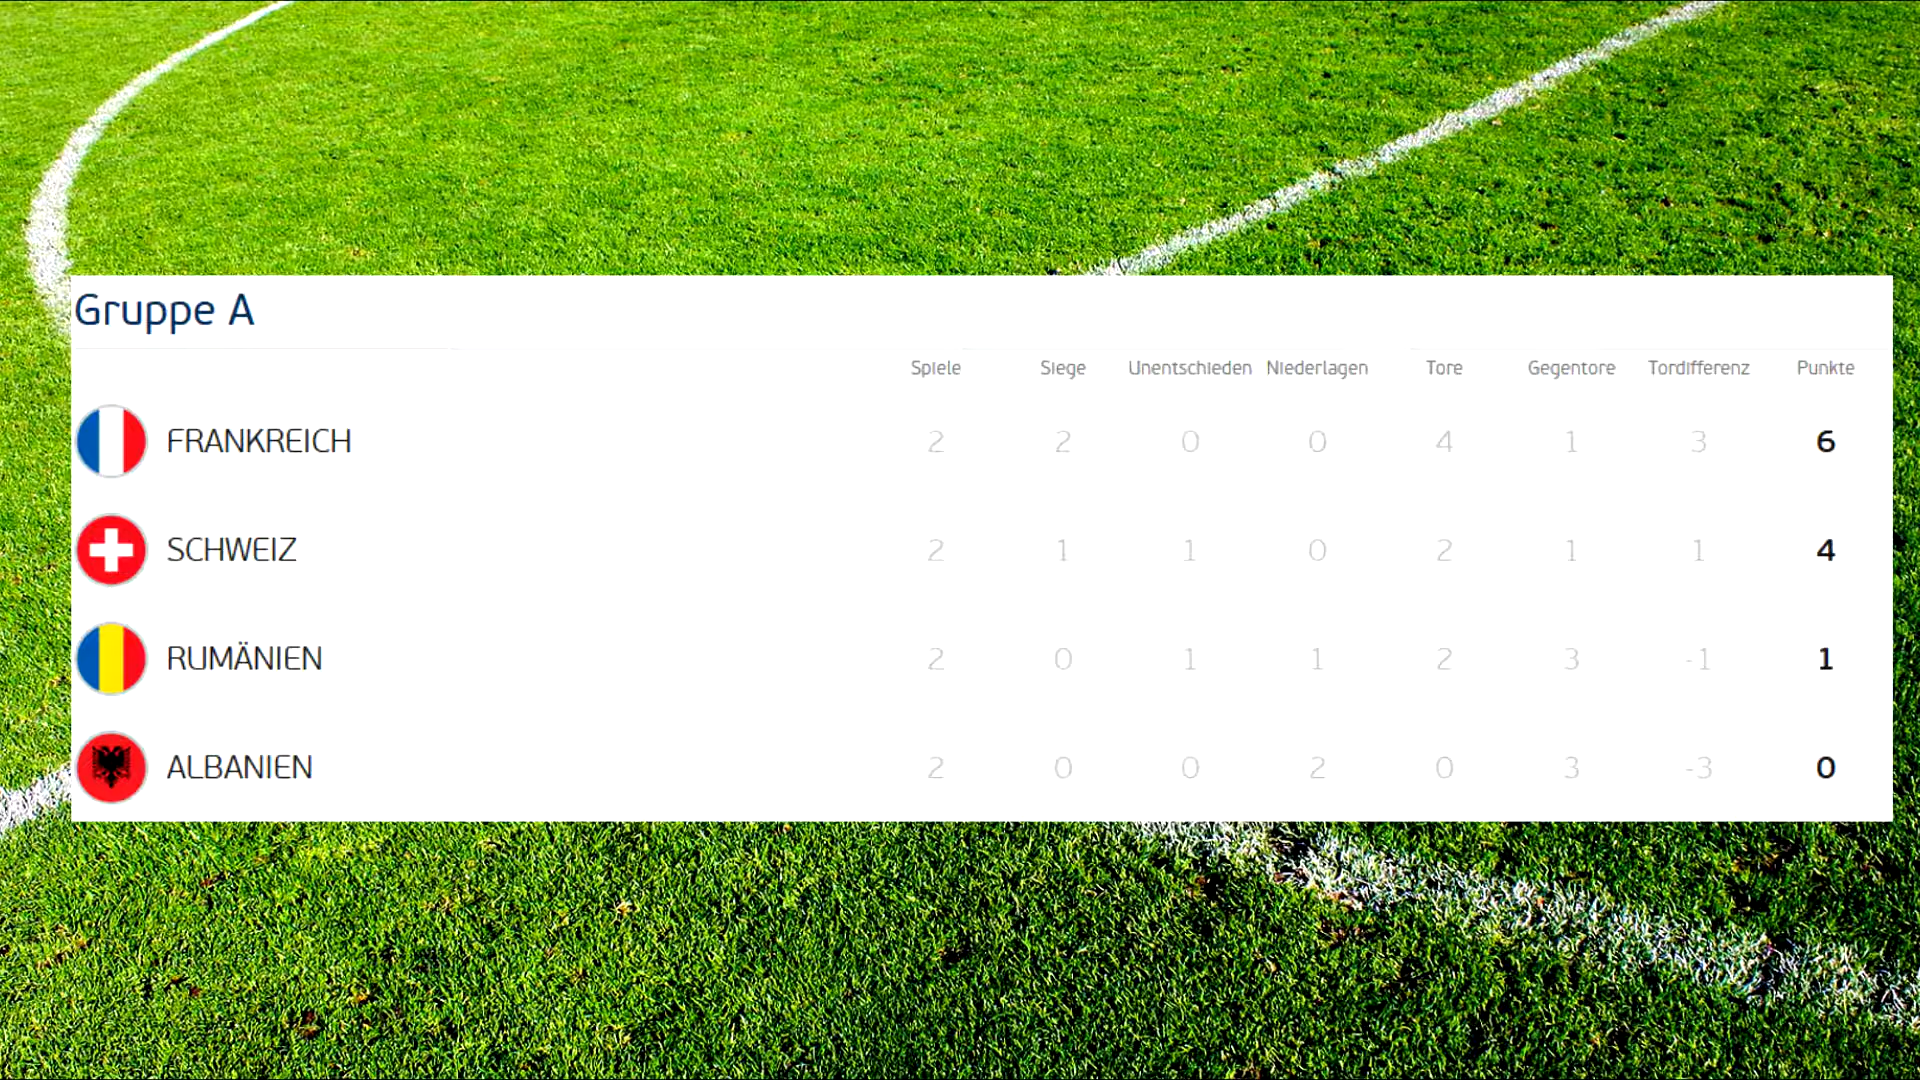 Gruppe A
Spiele Siege Unentschieden Niederlagen Tore Gegentore Tordifferenz Punkte
FRANKREICH 2 2 0 0 4 1 3 6
SCHWEIZ 2 1 1 0 2 1 1 4
RUMÄNIEN 2 0 1 1 2 3 -1 1
ALBANIEN 2 0 0 2 0 3 -3 0